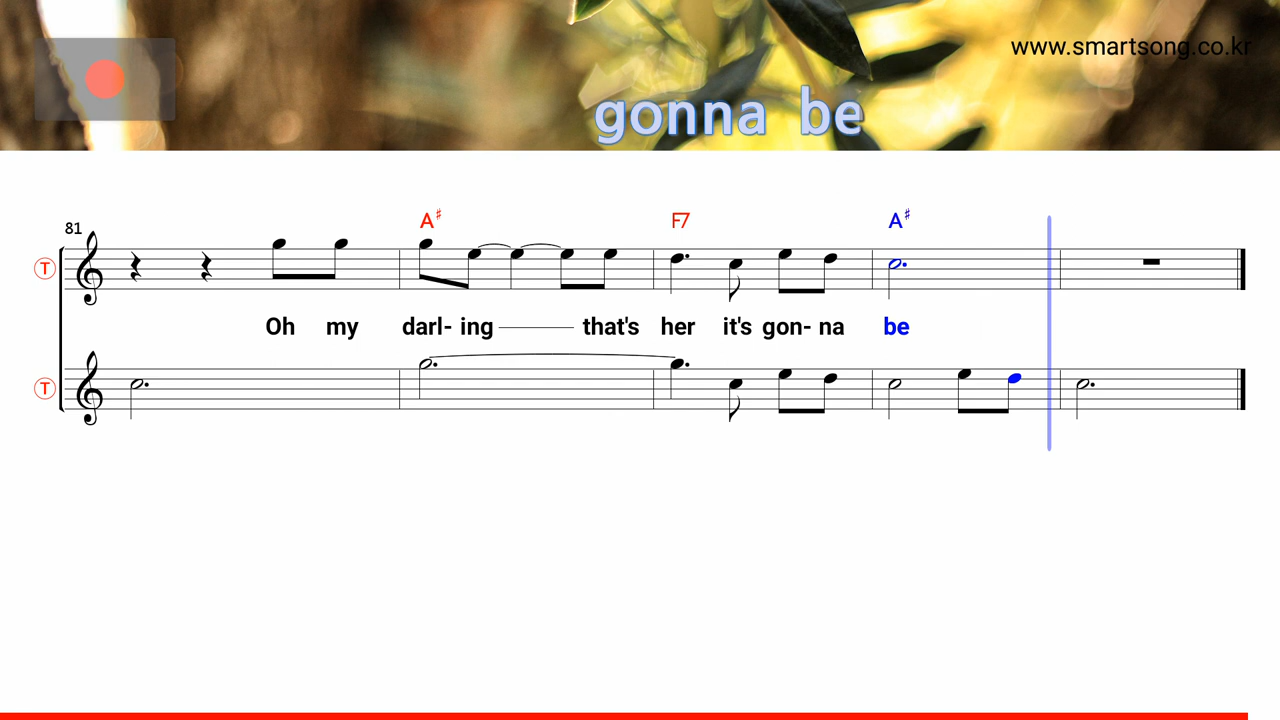 www.smartsong.co.kr
gonna be
81
A♯ F7 A♯
T
Oh my darl- ing that's her it's gon- na be
T